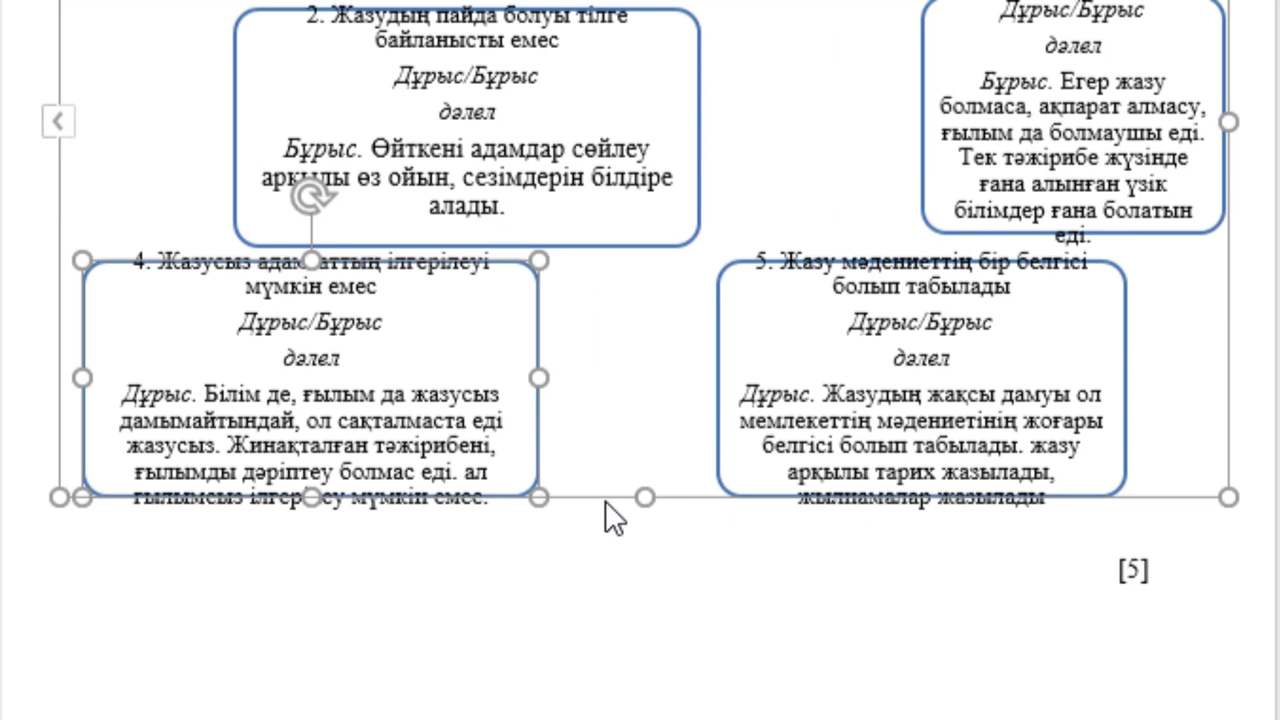 2. Жазудың пайда болуы тілге
байланысты емес
Дұрыс/Бұрыс
дәлел
Бұрыс. Өйткені адамдар сөйлеу
арқылы өз ойын, сезімдерін білдіре
алады.
Дұрыс/Бұрыс
дәлел
Бұрыс. Егер жазу
болмаса, ақпарат алмасу,
ғылым да болмаушы еді.
Тек тәжірибе жүзінде
ғана алынған үзік
білімдер ғана болатын
еді.
4. Жазусыз адамзаттың ілгерілеуі
мүмкін емес
Дұрыс/Бұрыс
дәлел
Дұрыс. Білім де, ғылым да жазусыз
дамымайтындай, ол сақталмаста еді
жазусыз. Жинақталған тәжірибені,
ғылымды дәріптеу болмас еді. ал
ғылымсыз ілгерілеу мүмкін емес.
5. Жазу мәдениеттің бір белгісі
болып табылады
Дұрыс/Бұрыс
дәлел
Дұрыс. Жазудың жақсы дамуы ол
мемлекеттің мәдениетінің жоғары
белгісі болып табылады. жазу
арқылы тарих жазылады,
жылнамалар жазылады
[5]